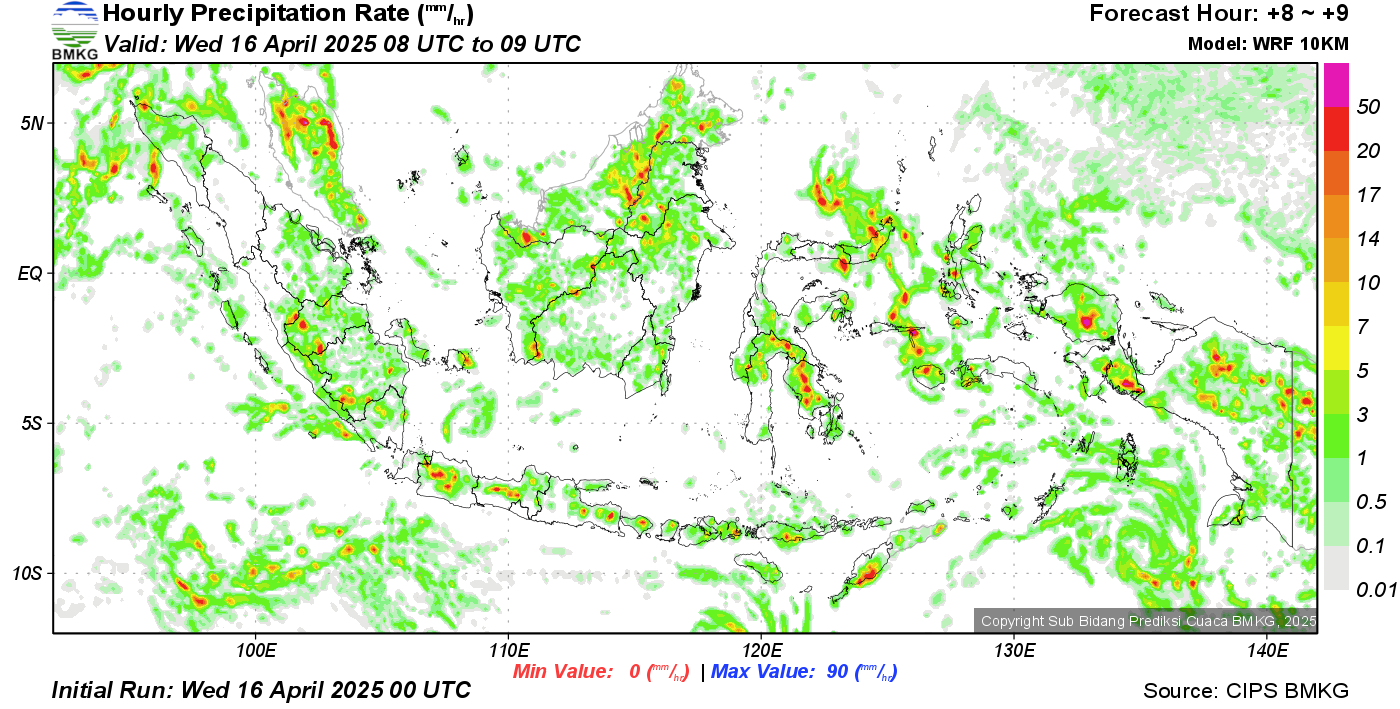 Hourly Precipitation Rate (mm/hr)
Forecast Hour: +8 ~ +9
Valid: Wed 16 April 2025 08 UTC to 09 UTC
Model: WRF 10KM
BMKG
5N
EQ
5S
10S
100E
110E
120E
130E
140E
50
20
17
14
10
7
5
3
1
0.5
0.1
0.01
Copyright Sub Bidang Prediksi Cuaca BMKG, 2025
Min Value: 0 (mm/hr) | Max Value: 90 (mm/hr)
Initial Run: Wed 16 April 2025 00 UTC
Source: CIPS BMKG